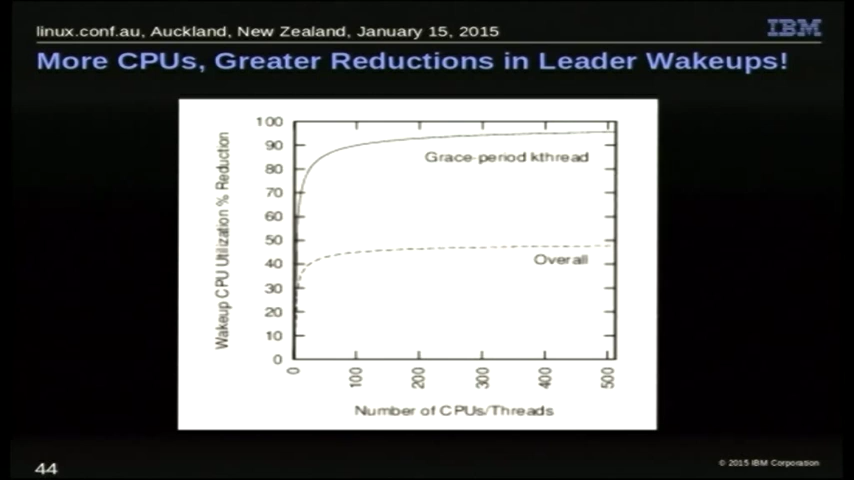 linux.conf.au, Auckland, New Zealand, January 15, 2015
IBM
More CPUs, Greater Reductions in Leader Wakeups!
Wakeup CPU Utilization % Reduction
100
90
80
70
60
50
40
30
20
10
0
Grace-period kthread
Overall
0
100
200
300
400
500
Number of CPUs/Threads
44
© 2015 IBM Corporation